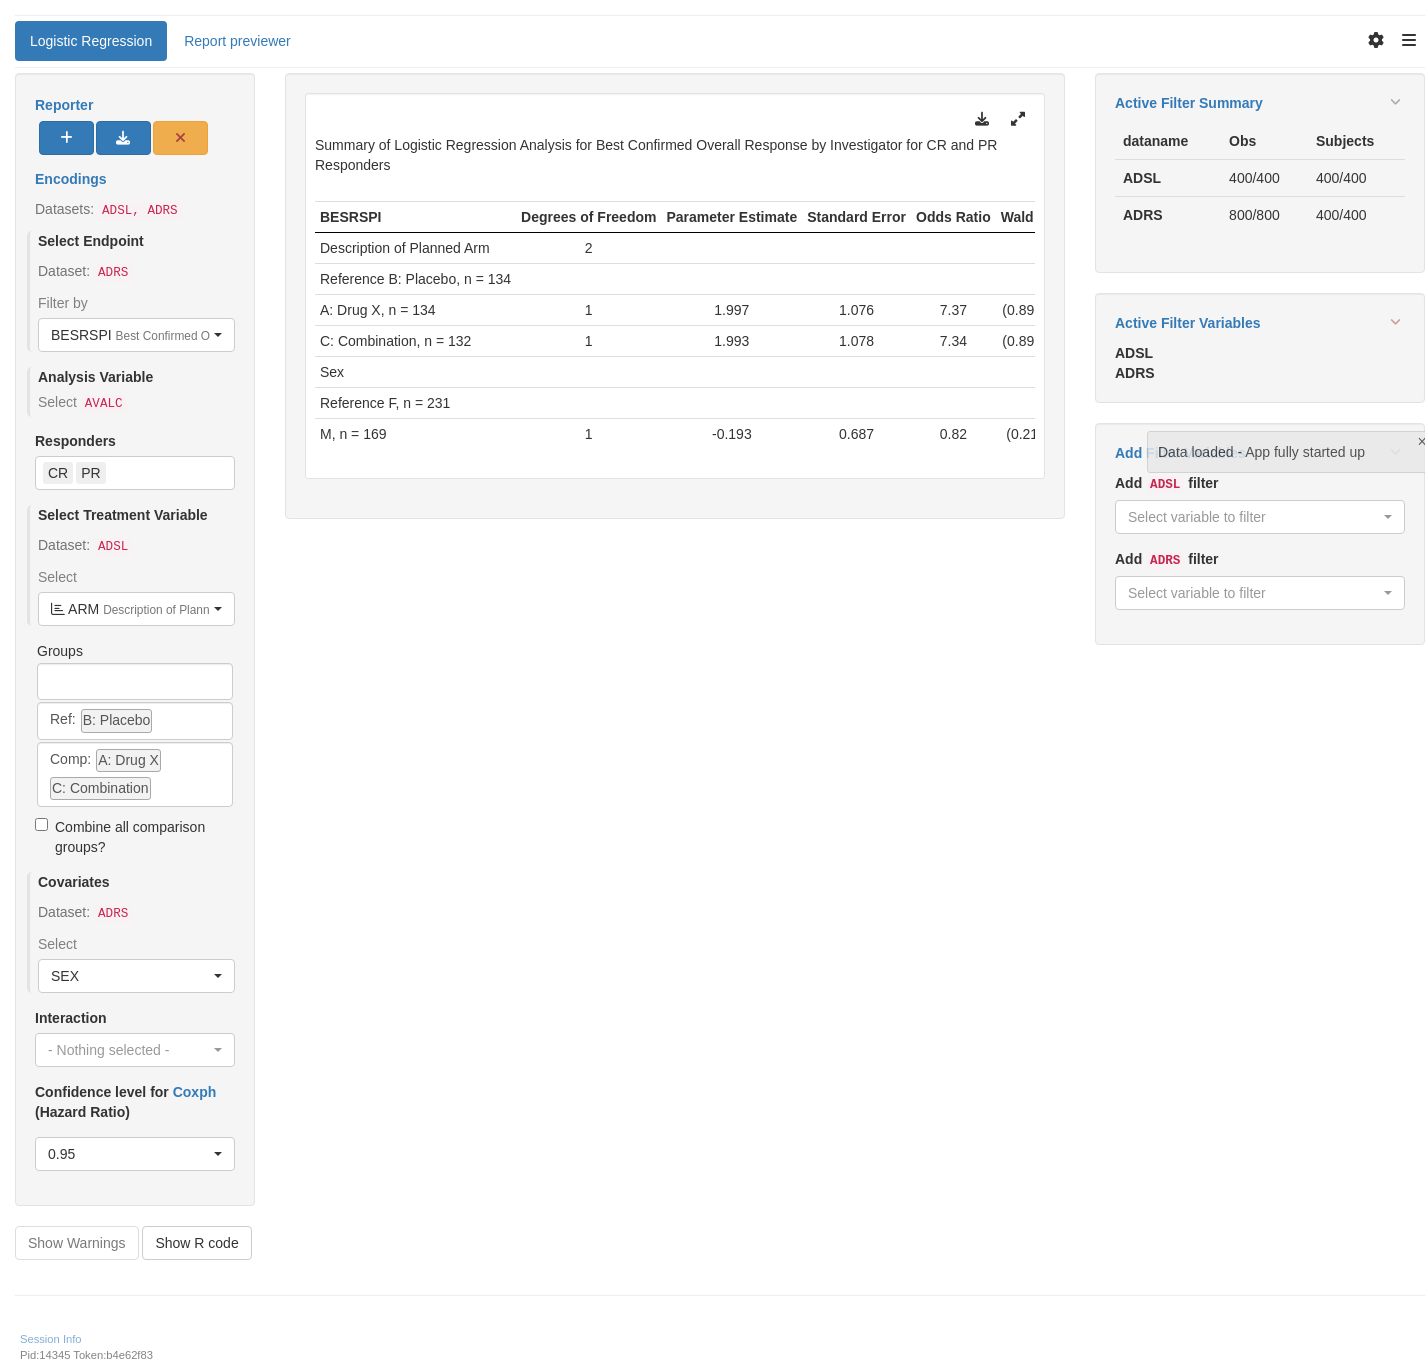 Logistic Regression
Report previewer
Reporter
Encodings
Datasets: ADSL, ADRS
Select Endpoint
Dataset: ADRS
Filter by
BESRSPI Best Confirmed O
Analysis Variable
Select AVALC
Responders
CR PR
Select Treatment Variable
Dataset: ADSL
Select
ARM Description of Plann
Groups
Ref: B: Placebo
Comp: A: Drug X
C: Combination
Combine all comparison
groups?
Covariates
Dataset: ADRS
Select
SEX
Interaction
- Nothing selected -
Confidence level for Coxph
(Hazard Ratio)
0.95
Show Warnings
Show R code
Summary of Logistic Regression Analysis for Best Confirmed Overall Response by Investigator for CR and PR
Responders
BESRSPI Degrees of Freedom Parameter Estimate Standard Error Odds Ratio Wald
Description of Planned Arm 2
Reference B: Placebo, n = 134
A: Drug X, n = 134 1 1.997 1.076 7.37 (0.89
C: Combination, n = 132 1 1.993 1.078 7.34 (0.89
Sex
Reference F, n = 231
M, n = 169 1 -0.193 0.687 0.82 (0.21
Active Filter Summary
dataname Obs Subjects
ADSL 400/400 400/400
ADRS 800/800 400/400
Active Filter Variables
ADSL
ADRS
Add
Data loaded - App fully started up
×
Add ADSL filter
Select variable to filter
Add ADRS filter
Select variable to filter
Session Info
Pid:14345 Token:b4e62f83